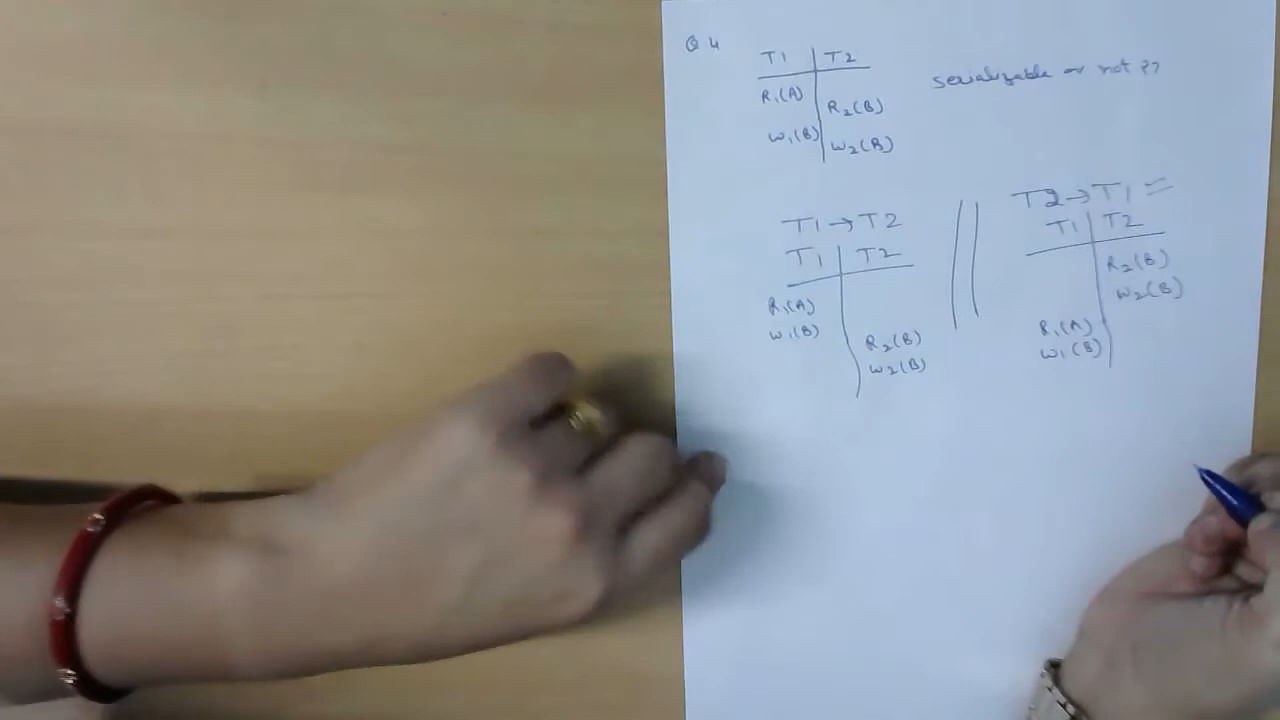 Q 4
T1 T2 serializable or not ??
R₁(A)
R₂(B)
W₁(B)
W₂(B)
T1 → T2
T1 T2
R₁(A)
W₁(B)
R₂(B)
W₂(B)
T2 → T1 =
T1 T2
R₂(B)
W₂(B)
R₁(A)
W₁(B)